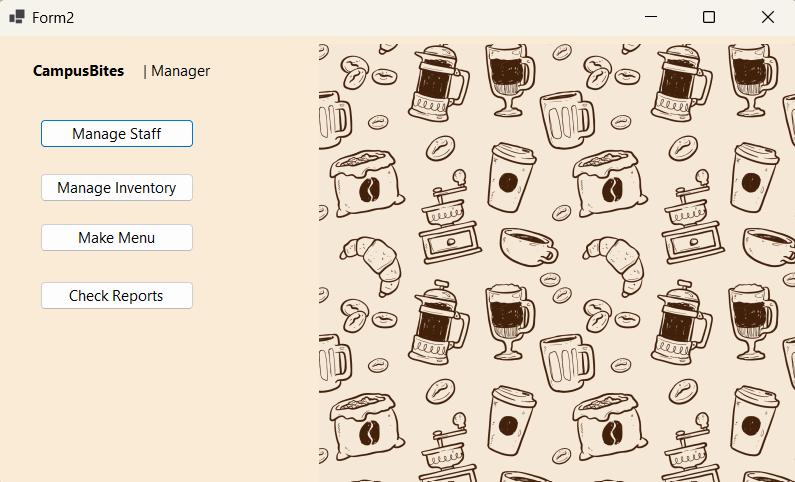 Form2
CampusBites | Manager
Manage Staff
Manage Inventory
Make Menu
Check Reports